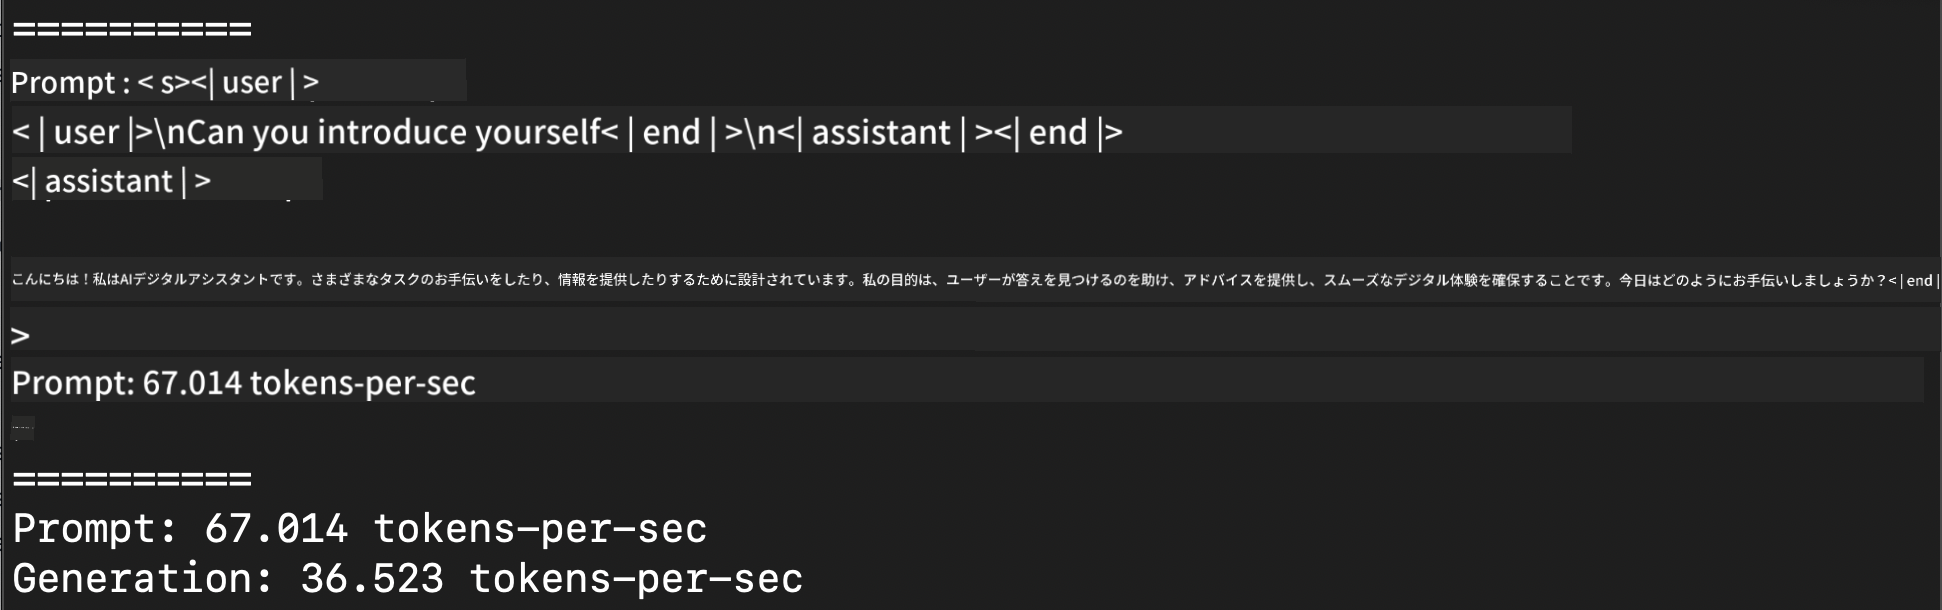 ==========
Prompt : < s><| user | >
< | user |>\nCan you introduce yourself< | end | >\n<| assistant | ><| end |>
<| assistant | >
こんにちは！私はAIデジタルアシスタントです。さまざまなタスクのお手伝いをしたり、情報を提供したりするために設計されています。私の目的は、ユーザーが答えを見つけるのを助け、アドバイスを提供し、スムーズなデジタル体験を確保することです。今日はどのようにお手伝いしましょうか？< | end |
>
Prompt: 67.014 tokens-per-sec
==========
Prompt: 67.014 tokens-per-sec
Generation: 36.523 tokens-per-sec